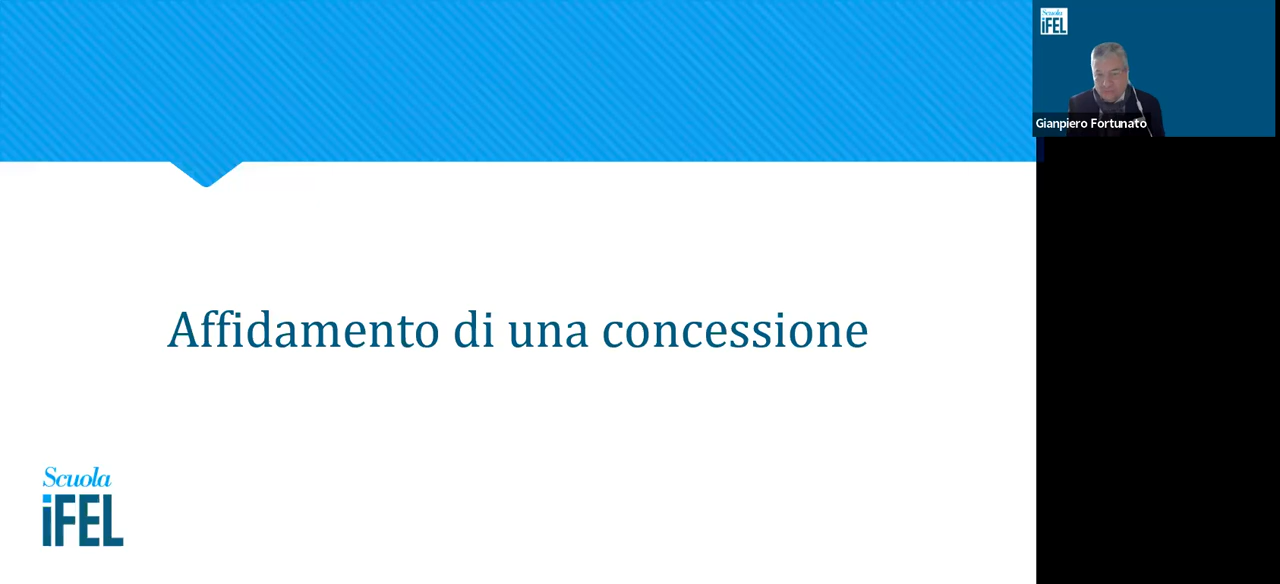 Scuola
iFEL
Gianpiero Fortunato
Affidamento di una concessione
Scuola
iFEL